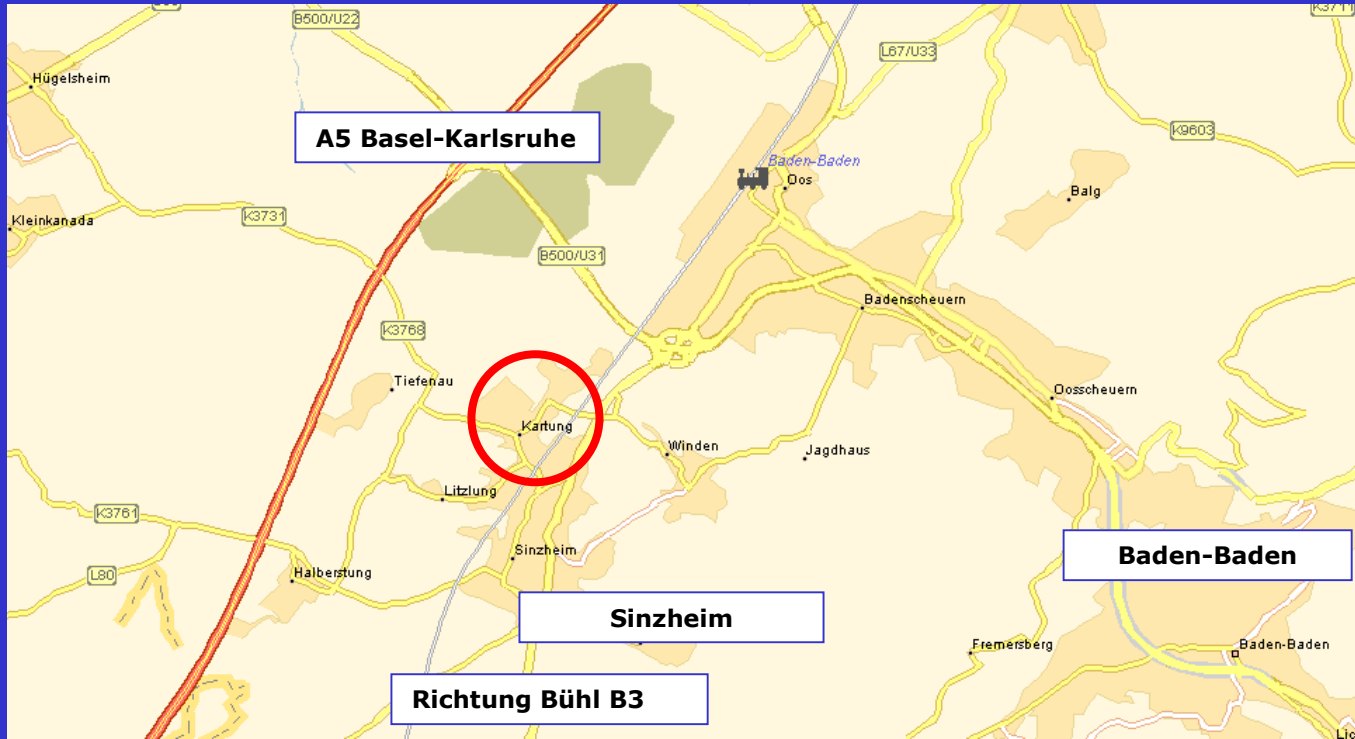 B500/U22
K3711
L67/U33
Hügelsheim
A5 Basel-Karlsruhe
K9603
Baden-Baden
Oos
Balg
Kleinkanada
K3731
B500/U31
Badenscheuern
K3768
Tiefenau
Oosscheuern
Kartung
Winden
Jagdhaus
Litzlung
K3761
Sinzheim
Baden-Baden
Halberstung
L80
Sinzheim
Fremersberg
Baden-Baden
Richtung Bühl B3